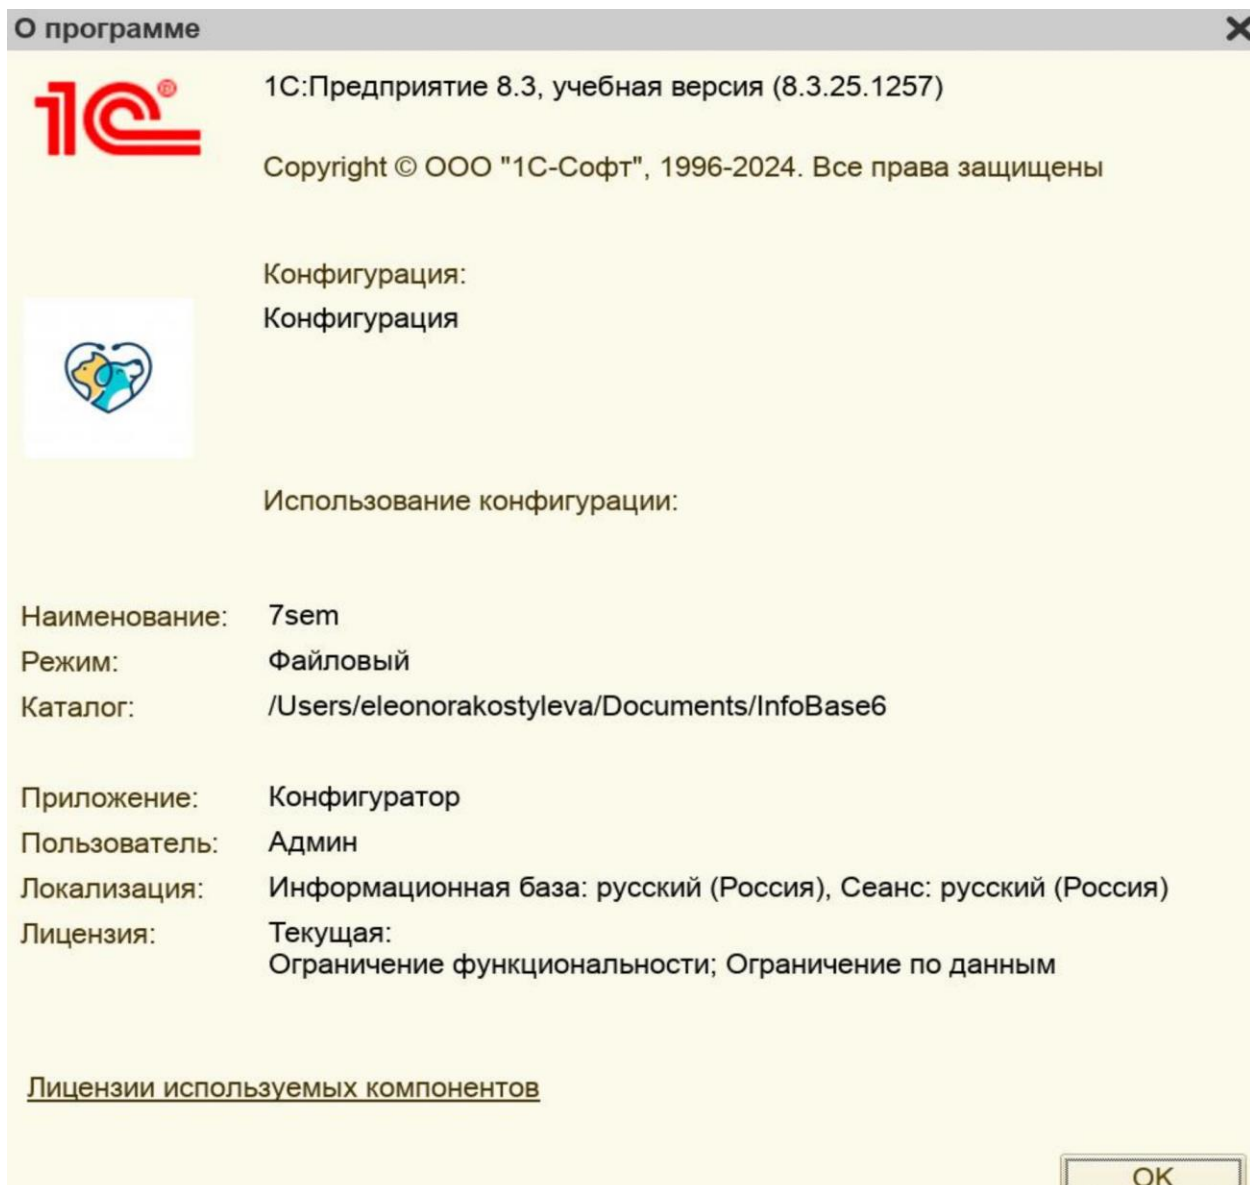 О программе
1С®
1С:Предприятие 8.3, учебная версия (8.3.25.1257)
Copyright © ООО "1С-Софт", 1996-2024. Все права защищены
Конфигурация:
Конфигурация
Использование конфигурации:
Наименование: 7sem
Режим: Файловый
Каталог: /Users/eleonorakostyleva/Documents/InfoBase6
Приложение: Конфигуратор
Пользователь: Админ
Локализация: Информационная база: русский (Россия), Сеанс: русский (Россия)
Лицензия: Текущая:
Ограничение функциональности; Ограничение по данным
Лицензии используемых компонентов
OK